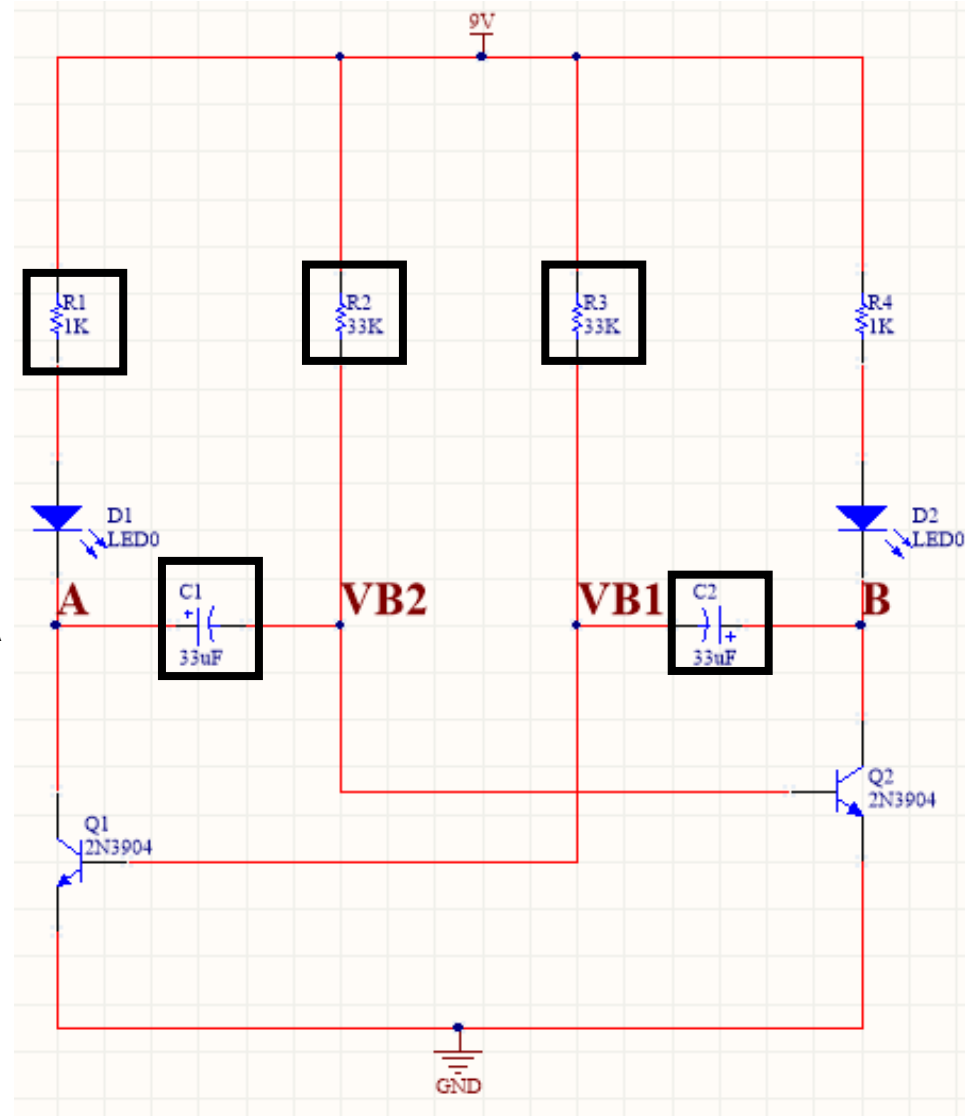 9V
R1
1K
R2
33K
R3
33K
R4
1K
D1
LED0
D2
LED0
A
C1
+
33uF
VB2
VB1
C2
+
33uF
B
Q2
2N3904
Q1
2N3904
GND